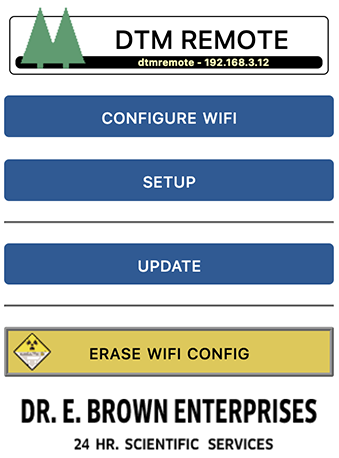 DTM REMOTE
dtmremote - 192.168.3.12
CONFIGURE WIFI
SETUP
UPDATE
ERASE WIFI CONFIG
DR. E. BROWN ENTERPRISES
24 HR. SCIENTIFIC SERVICES